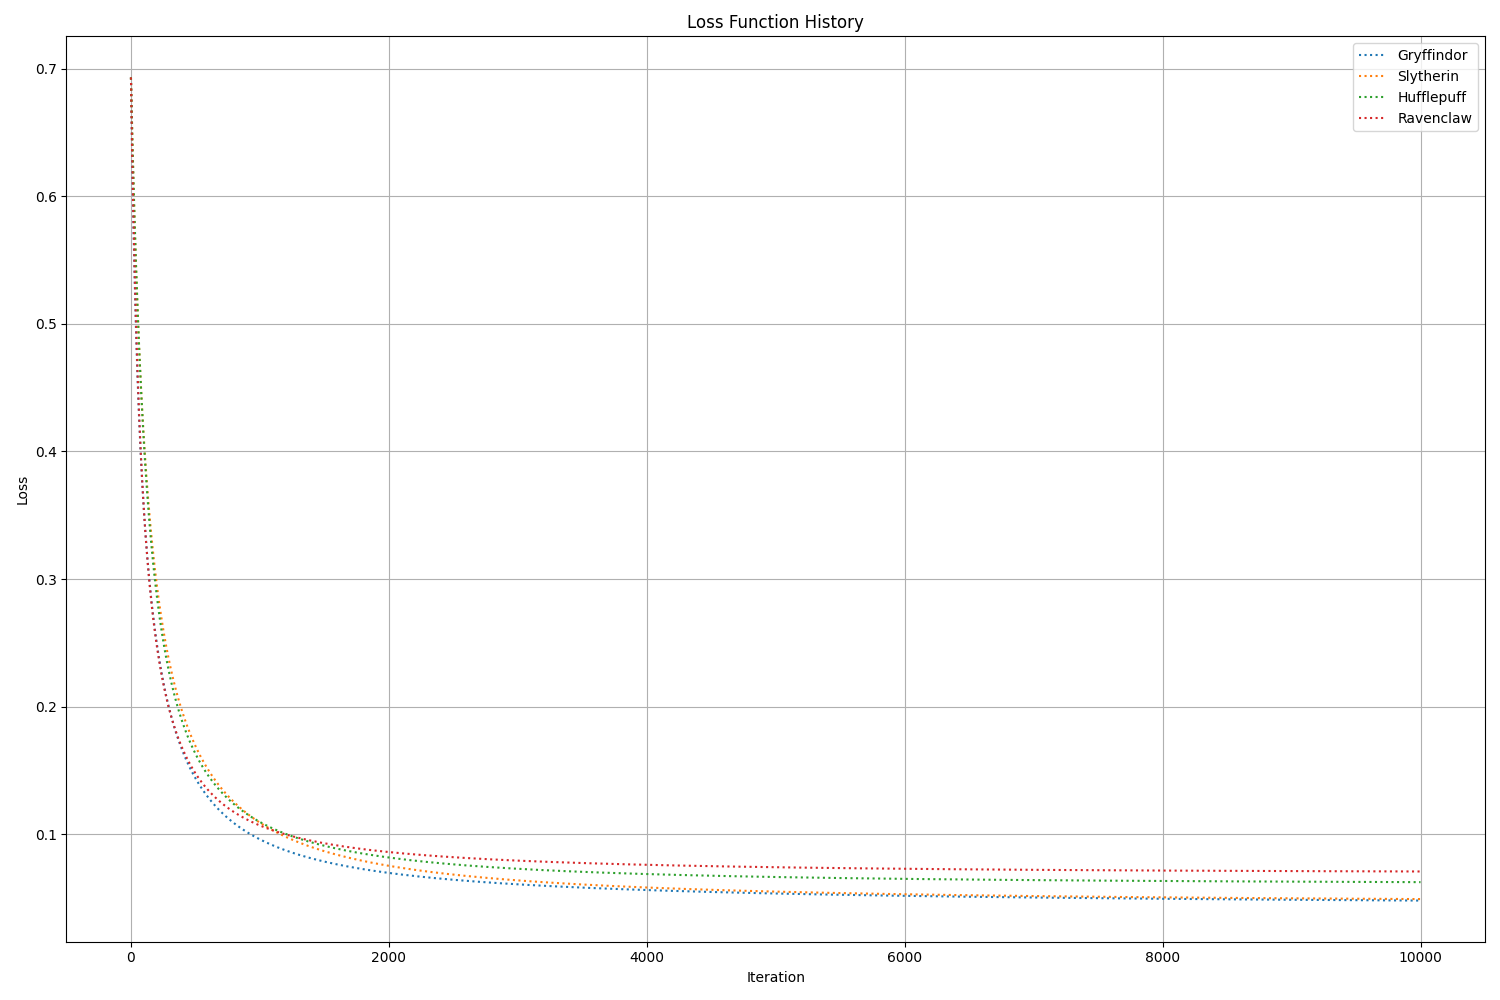 Loss Function History
Gryffindor
Slytherin
Hufflepuff
Ravenclaw
0.7
0.6
0.5
0.4
0.3
0.2
0.1
Loss
0 2000 4000 6000 8000 10000
Iteration